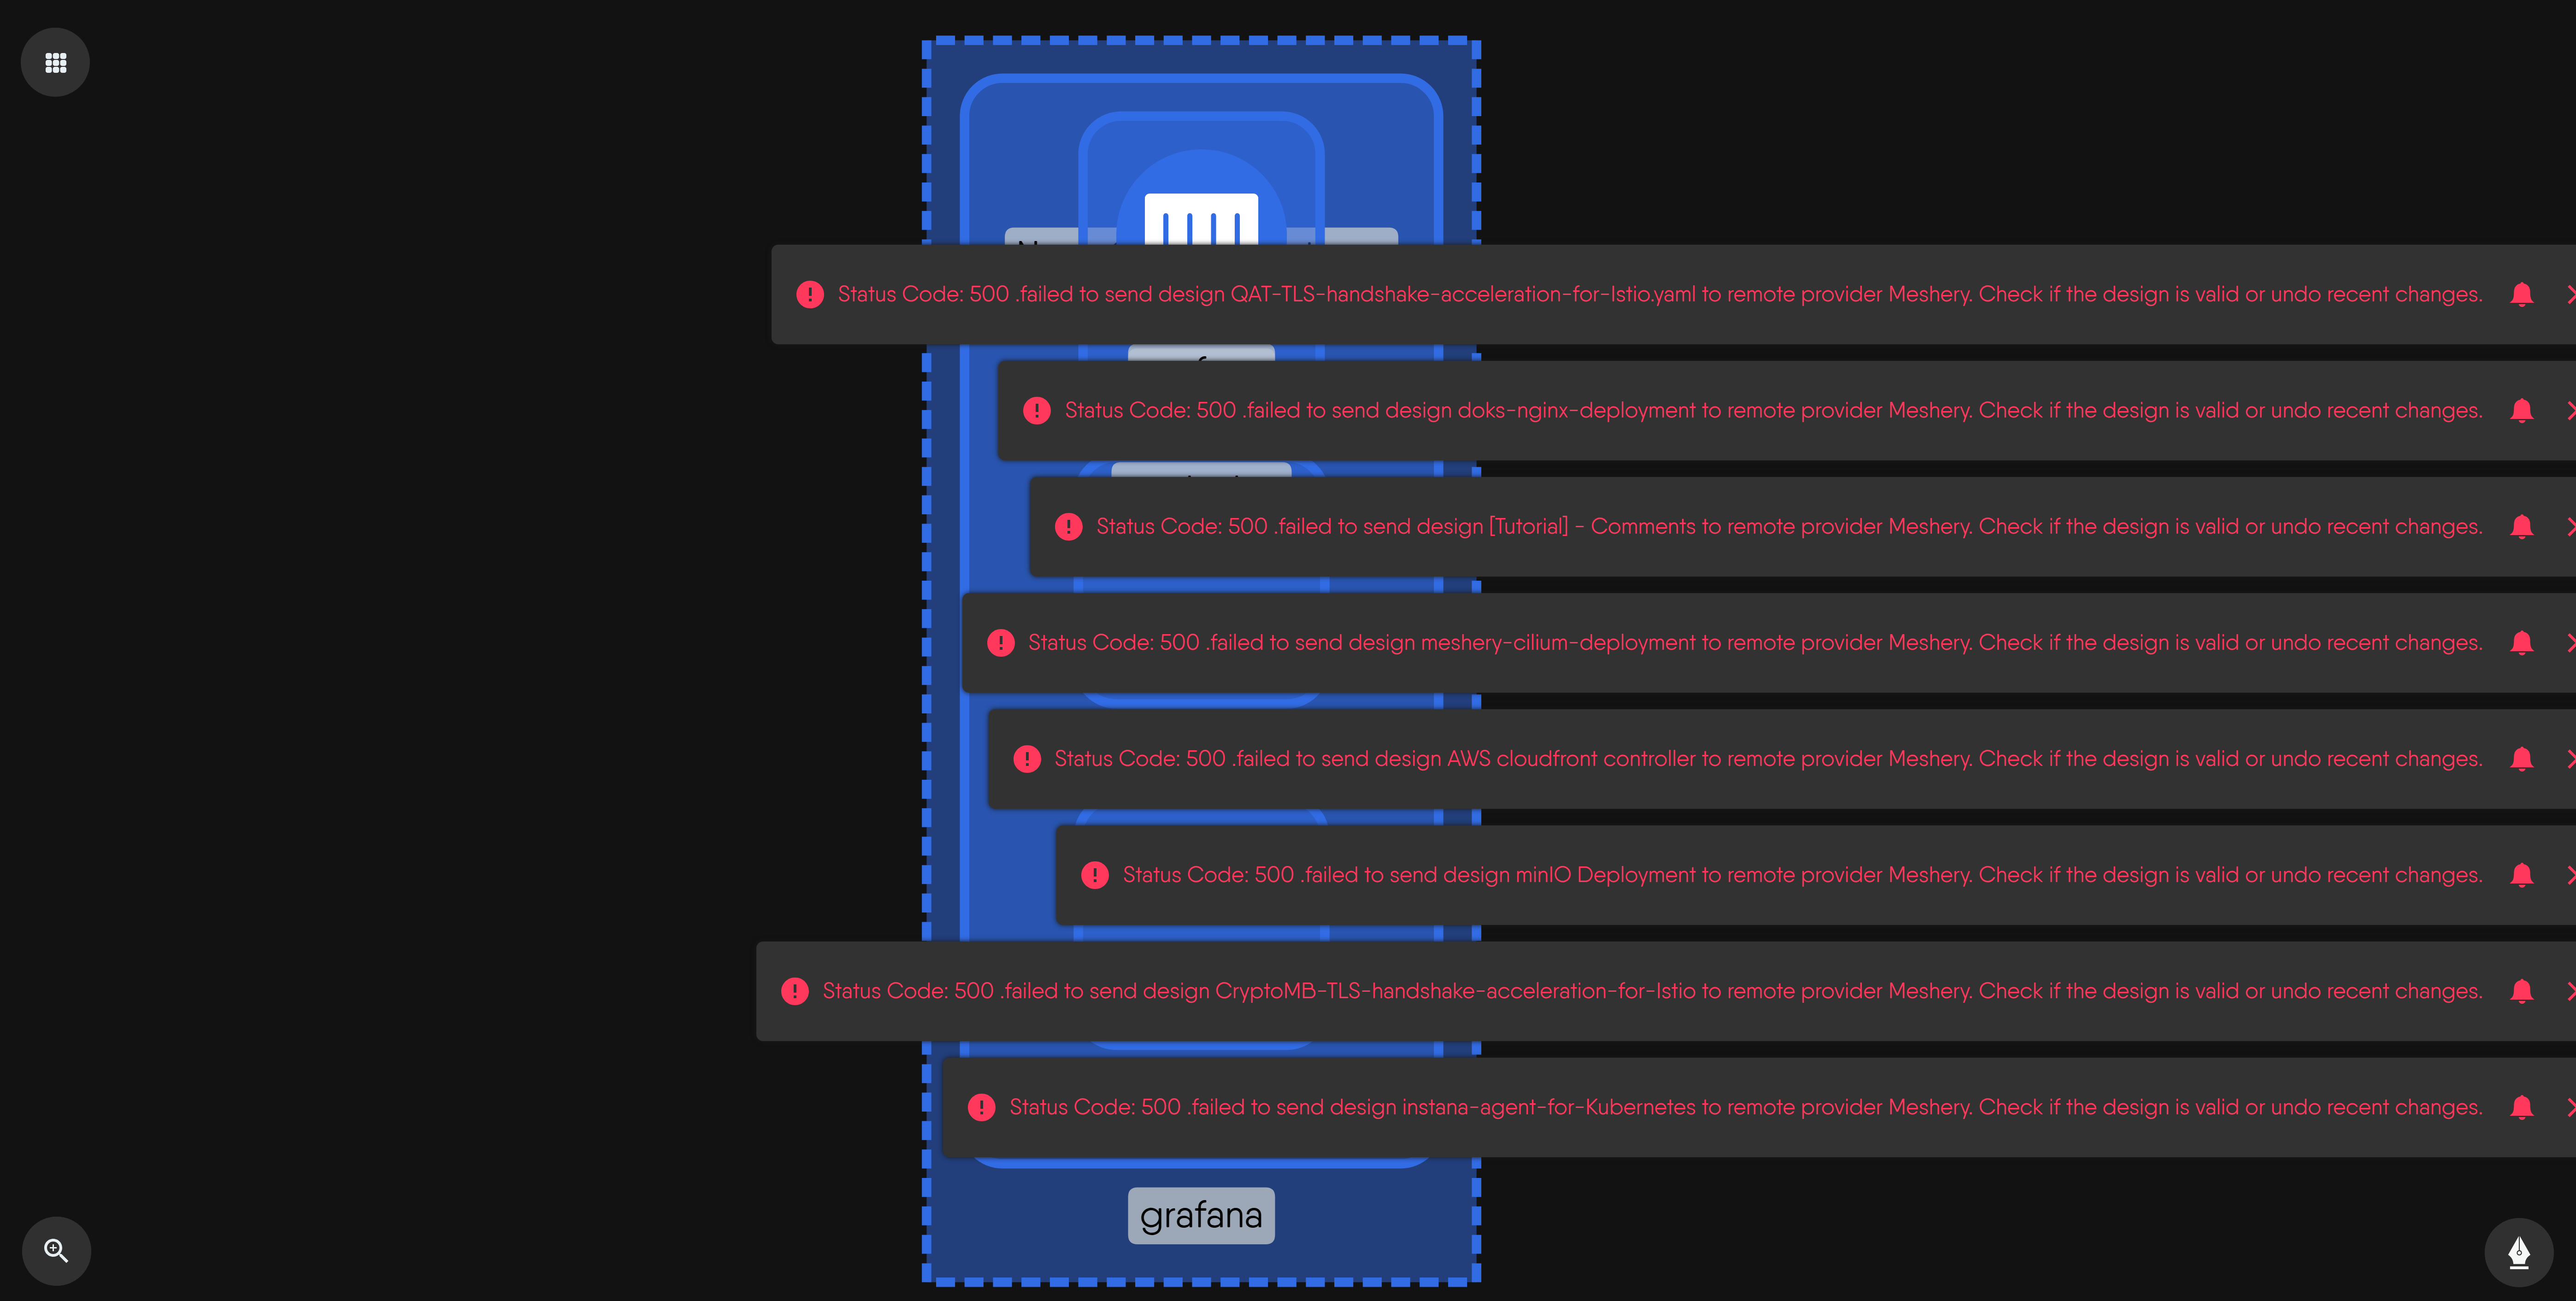 Status Code: 500 .failed to send design QAT-TLS-handshake-acceleration-for-Istio.yaml to remote provider Meshery. Check if the design is valid or undo recent changes.
Status Code: 500 .failed to send design doks-nginx-deployment to remote provider Meshery. Check if the design is valid or undo recent changes.
Status Code: 500 .failed to send design [Tutorial] - Comments to remote provider Meshery. Check if the design is valid or undo recent changes.
Status Code: 500 .failed to send design meshery-cilium-deployment to remote provider Meshery. Check if the design is valid or undo recent changes.
Status Code: 500 .failed to send design AWS cloudfront controller to remote provider Meshery. Check if the design is valid or undo recent changes.
Status Code: 500 .failed to send design minIO Deployment to remote provider Meshery. Check if the design is valid or undo recent changes.
Status Code: 500 .failed to send design CryptoMB-TLS-handshake-acceleration-for-Istio to remote provider Meshery. Check if the design is valid or undo recent changes.
Status Code: 500 .failed to send design instana-agent-for-Kubernetes to remote provider Meshery. Check if the design is valid or undo recent changes.
grafana